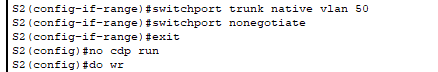 S2(config-if-range)#switchport trunk native vlan 50
S2(config-if-range)#switchport nonegotiate
S2(config-if-range)#exit
S2(config)#no cdp run
S2(config)#do wr